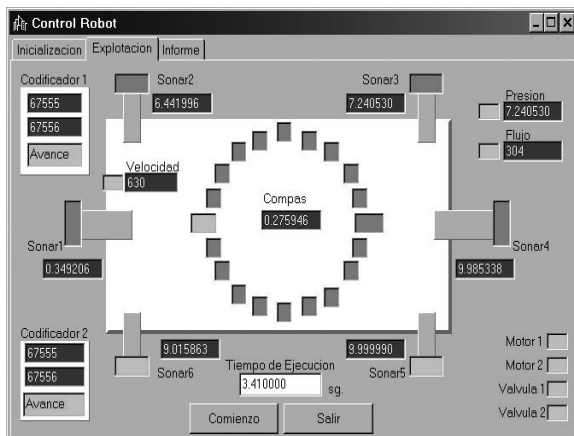 Control Robot
Inicializacion Explotacion Informe
Codificador 1
67555
67556
Avance
Sonar2
6.441996
Sonar3
7.240530
Presion
7.240530
Flujo
304
Velocidad
630
Compas
0.275946
Sonar1
0.349206
Sonar4
9.985338
Codificador 2
67555
67556
Avance
9.015863
Sonar6
Tiempo de Ejecucion
3.410000
sg.
9.999990
Sonar5
Motor 1
Motor 2
Valvula 1
Valvula 2
Comienzo
Salir